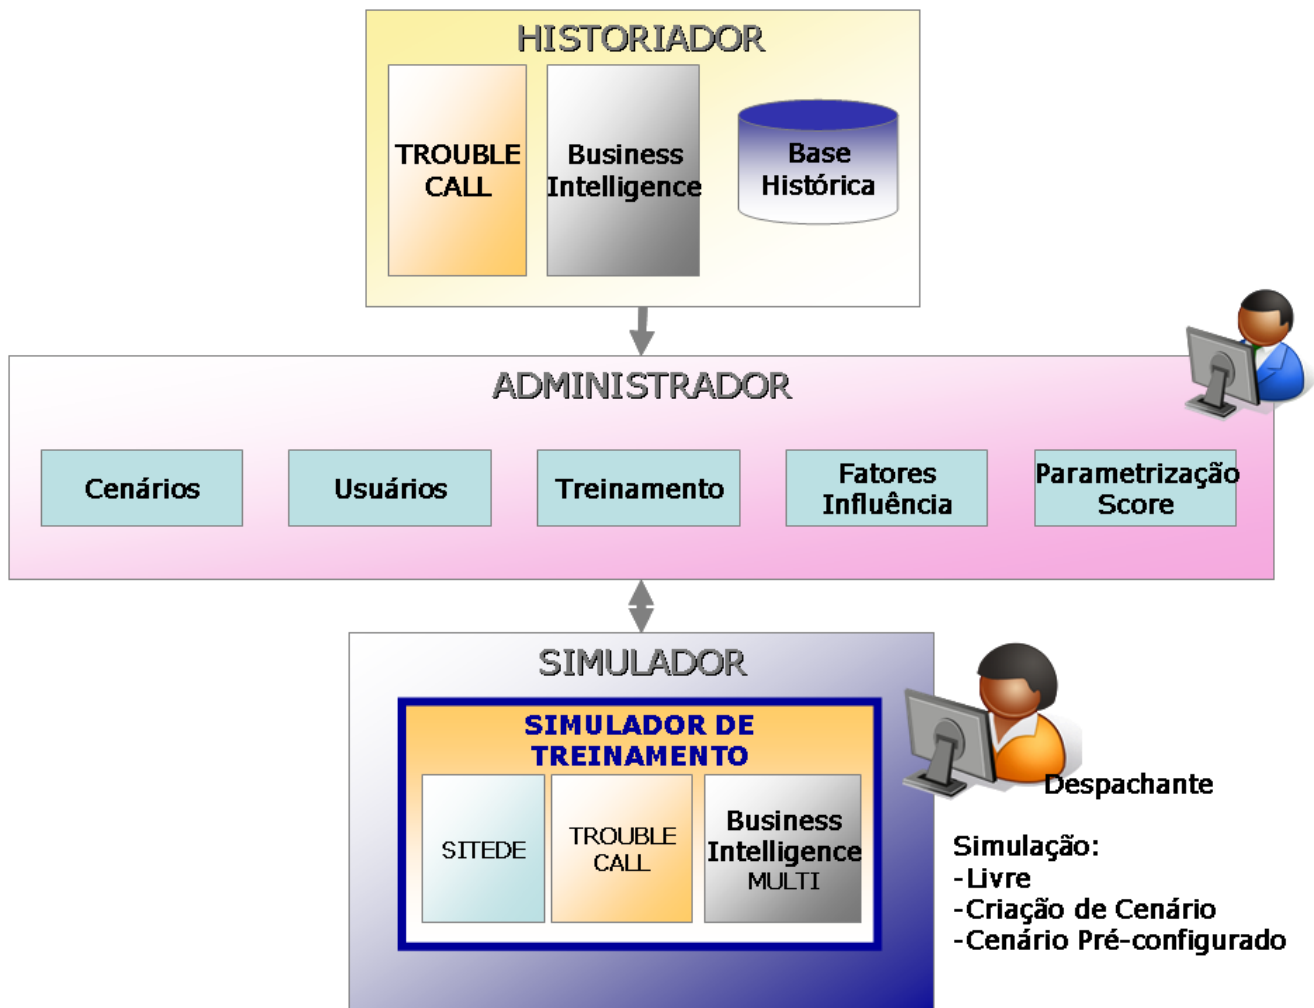 HISTORIADOR
TROUBLE
CALL
Business
Intelligence
Base
Histórica
ADMINISTRADOR
Cenários
Usuários
Treinamento
Fatores
Influência
Parametrização
Score
SIMULADOR
SIMULADOR DE
TREINAMENTO
SITEDE
TROUBLE
CALL
Business
Intelligence
MULTI
Despachante
Simulação:
-Livre
-Criação de Cenário
-Cenário Pré-configurado